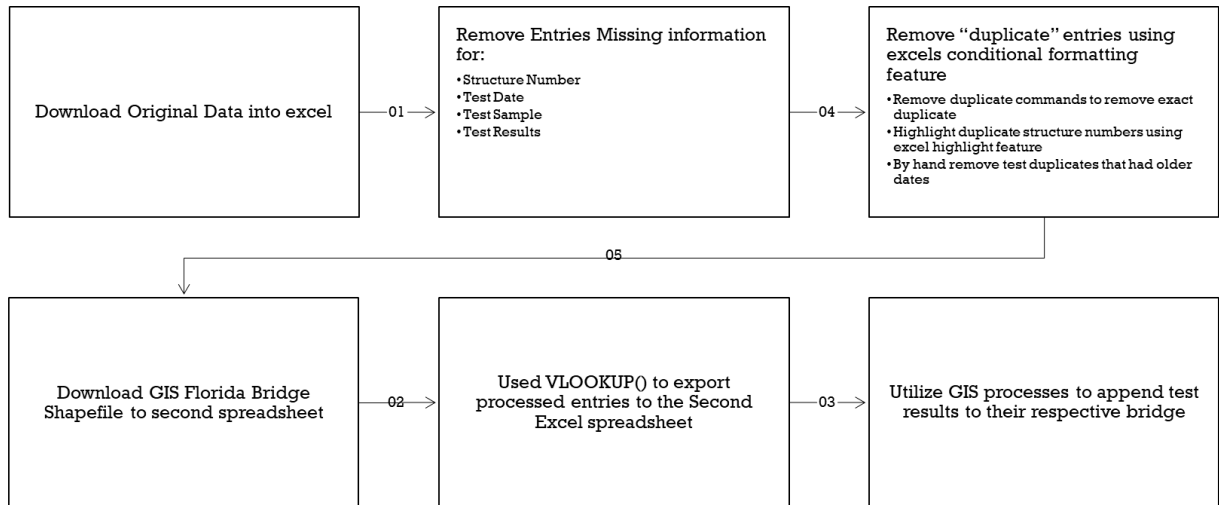 Download Original Data into excel
01
Remove Entries Missing information
for:
•Structure Number
•Test Date
•Test Sample
•Test Results
04
Remove “duplicate” entries using
excels conditional formatting
feature
•Remove duplicate commands to remove exact
duplicate
•Highlight duplicate structure numbers using
excel highlight feature
•By hand remove test duplicates that had older
dates
05
Download GIS Florida Bridge
Shapefile to second spreadsheet
02
Used VLOOKUP() to export
processed entries to the Second
Excel spreadsheet
03
Utilize GIS processes to append test
results to their respective bridge